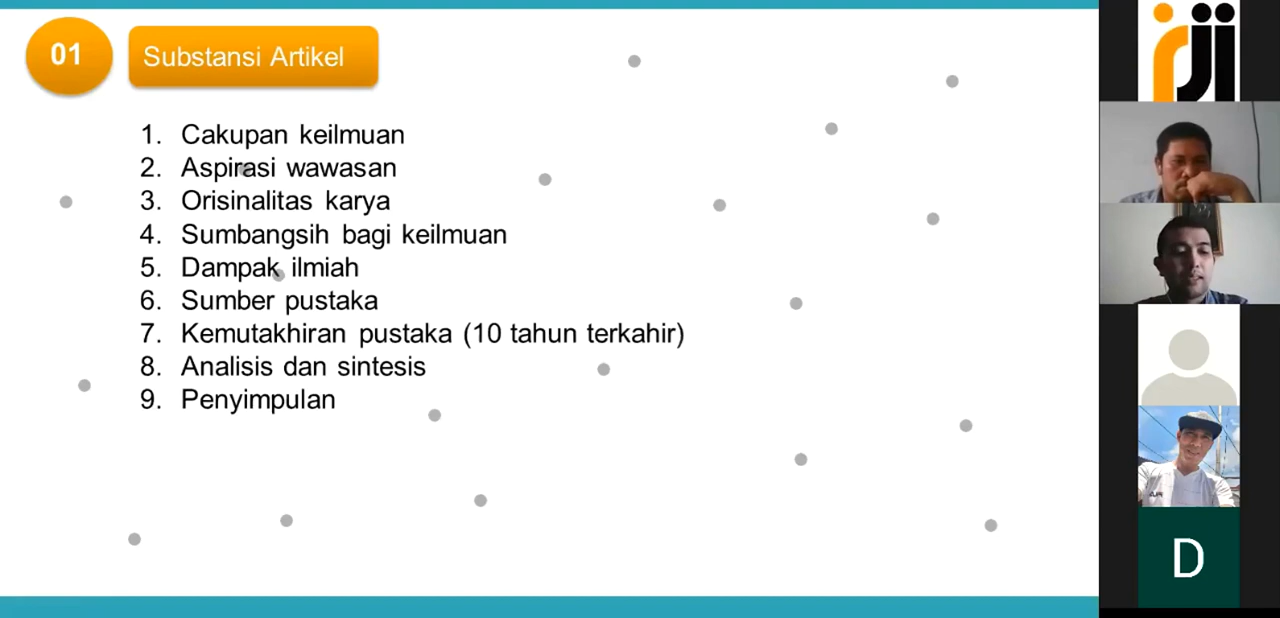 01
Substansi Artikel
1. Cakupan keilmuan
2. Aspirasi wawasan
3. Orisinalitas karya
4. Sumbangsih bagi keilmuan
5. Dampak ilmiah
6. Sumber pustaka
7. Kemutakhiran pustaka (10 tahun terkahir)
8. Analisis dan sintesis
9. Penyimpulan
rji
D